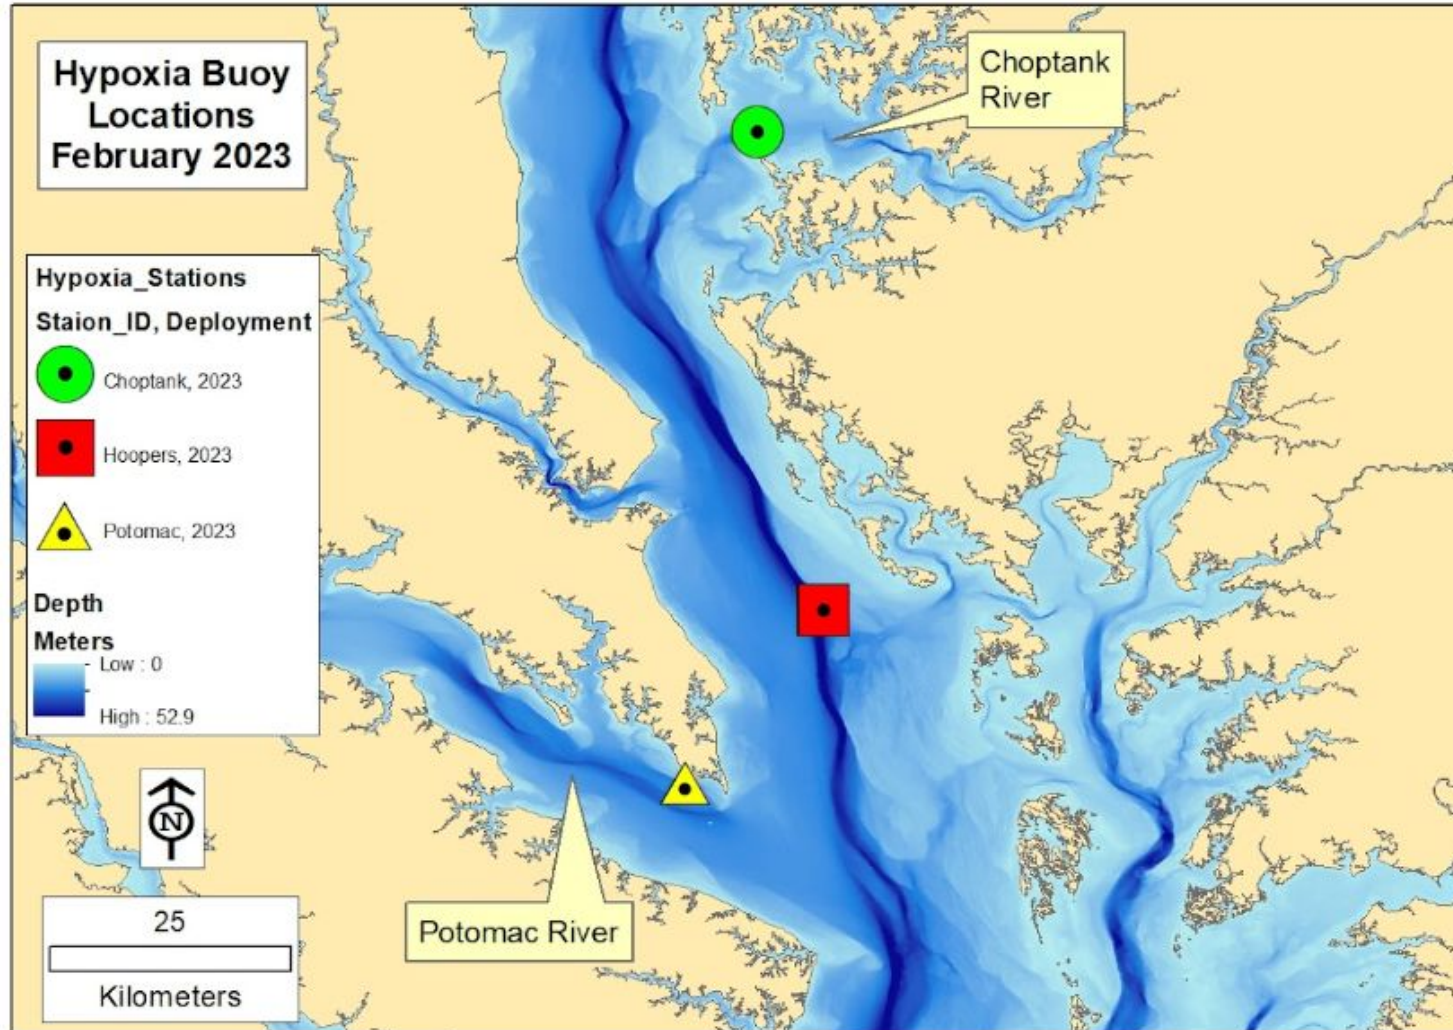 Hypoxia Buoy
Locations
February 2023
Choptank
River
Hypoxia_Stations
Staion_ID, Deployment
Choptank, 2023
Hoopers, 2023
Potomac, 2023
Depth
Meters
Low : 0
High : 52.9
N
Potomac River
25
Kilometers